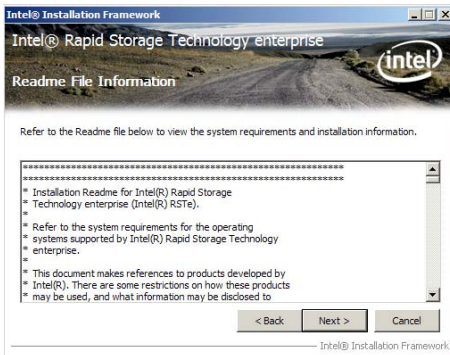 Intel® Installation Framework
Intel® Rapid Storage Technology enterprise
intel
Readme File Information
Refer to the Readme file below to view the system requirements and installation information.
**************************************************************
**************************************************************
* Installation Readme for Intel(R) Rapid Storage
* Technology enterprise (Intel(R) RSTe).
*
* Refer to the system requirements for the operating
* systems supported by Intel(R) Rapid Storage Technology
* enterprise.
*
* This document makes references to products developed by
* Intel(R). There are some restrictions on how these products
* may be used, and what information may be disclosed to
< Back
Next >
Cancel
Intel® Installation Framework